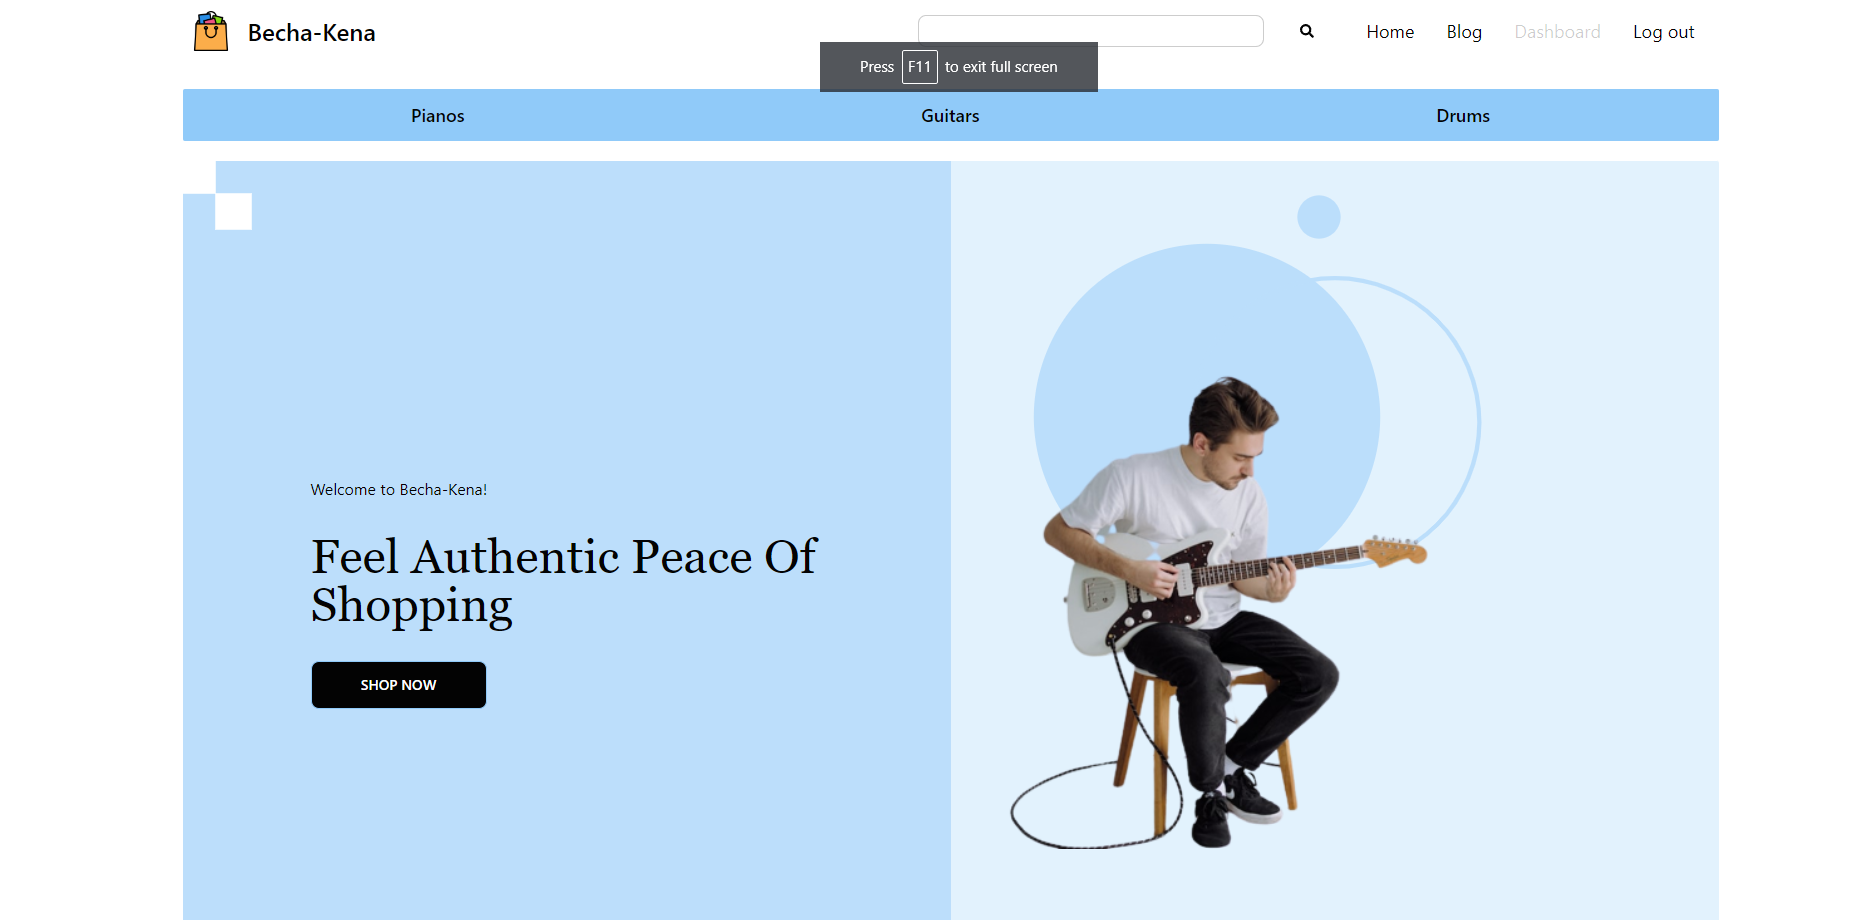 Becha-Kena
Home Blog Dashboard Log out
Press F11 to exit full screen
Pianos Guitars Drums
Welcome to Becha-Kena!
Feel Authentic Peace Of
Shopping
SHOP NOW